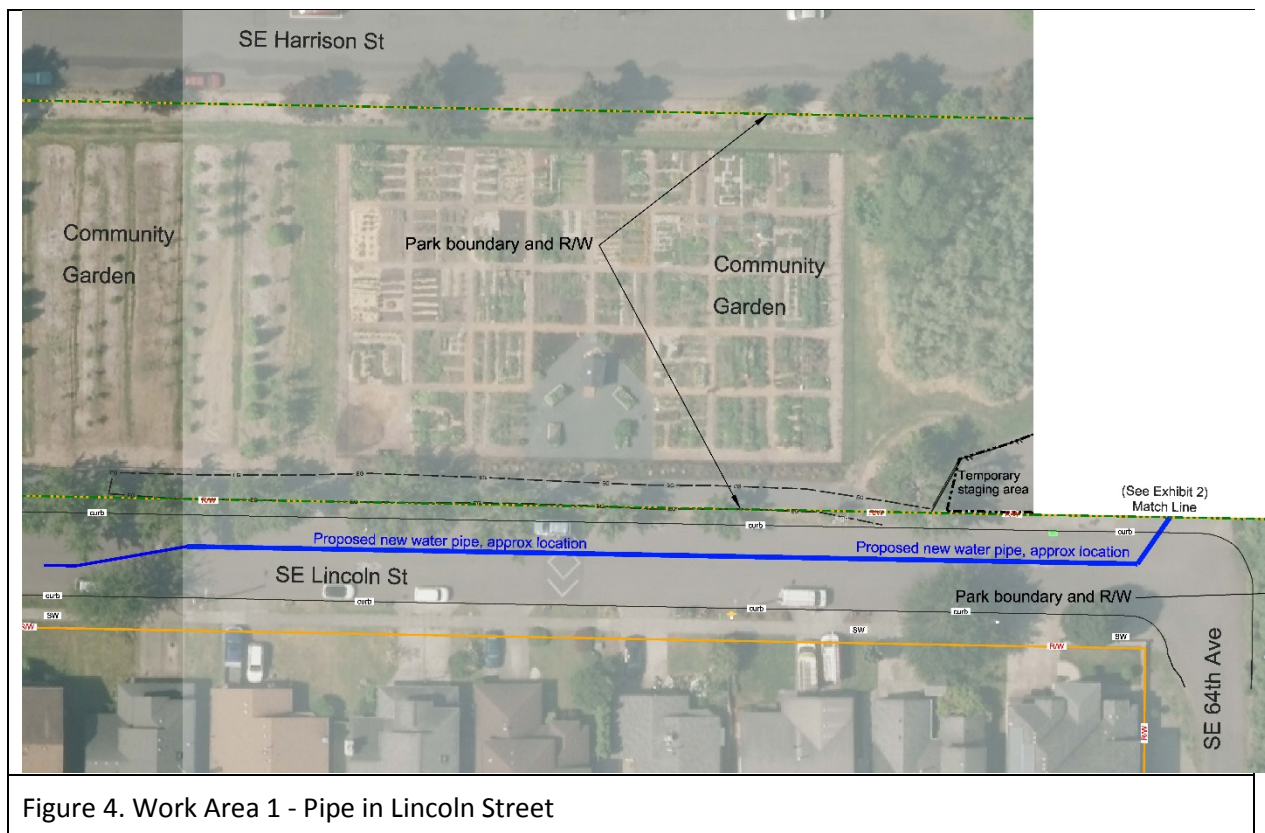 SE Harrison St
Community
Garden
Park boundary and R/W
Community
Garden
Temporary
staging area
(See Exhibit 2)
Match Line
R/W
curb
curb
curb
Proposed new water pipe, approx location
Proposed new water pipe, approx location
SE Lincoln St
Park boundary and R/W
curb
curb
curb
curb
SW
SW
SW
R/W
R/W
R/W
SE 64th Ave
Figure 4. Work Area 1 - Pipe in Lincoln Street